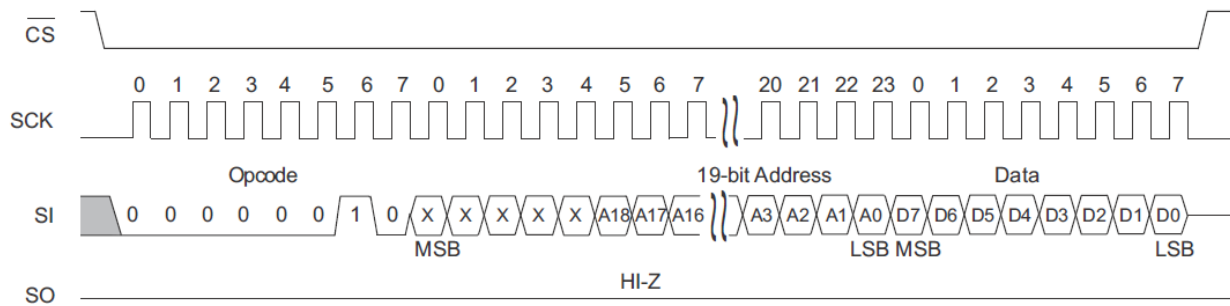 CS
0 1 2 3 4 5 6 7 0 1 2 3 4 5 6 7 20 21 22 23 0 1 2 3 4 5 6 7
SCK
Opcode 19-bit Address Data
SI 0 0 0 0 0 0 1 0 X X X X X A18 A17 A16 A3 A2 A1 A0 D7 D6 D5 D4 D3 D2 D1 D0
MSB LSB MSB LSB
HI-Z
SO